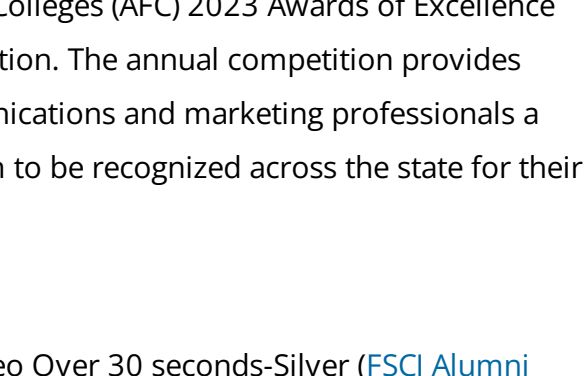 Colleges (AFC) 2023 Awards of Excellence
tion. The annual competition provides
nications and marketing professionals a
to be recognized across the state for their
eo Over 30 seconds-Silver (FSCJ Alumni